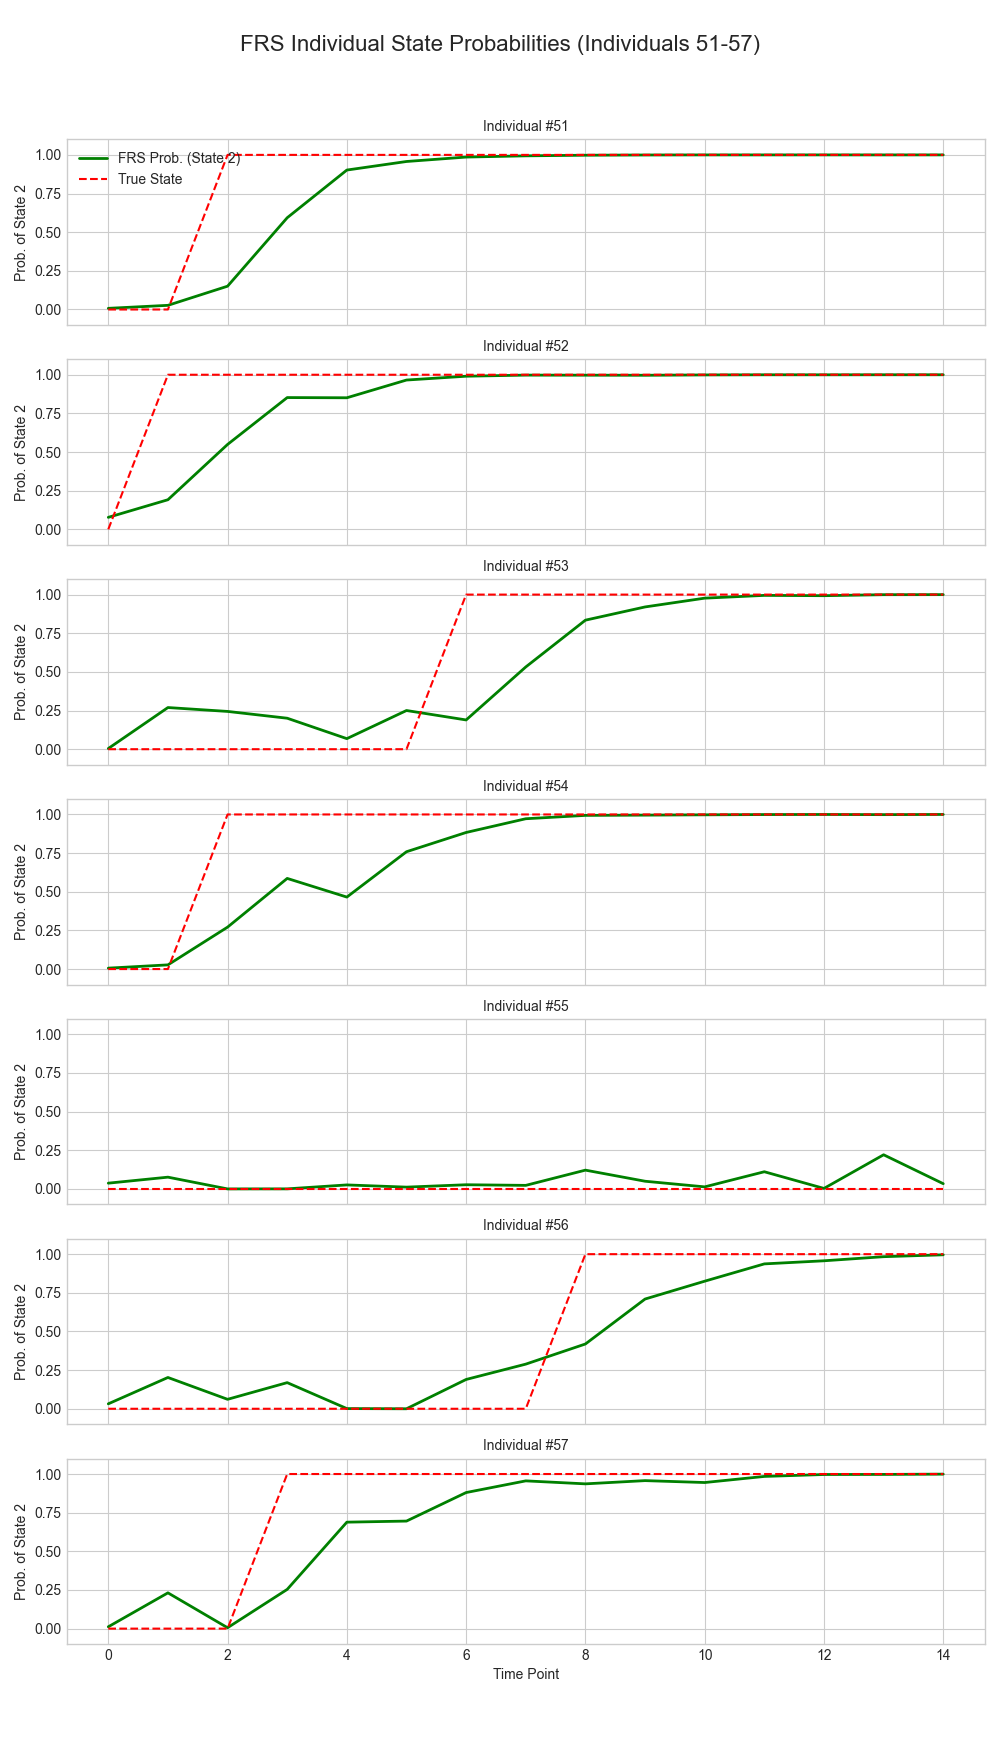 FRS Individual State Probabilities (Individuals 51-57)
Individual #51
FRS Prob. (State 2)
True State
1.00
0.75
0.50
0.25
0.00
Prob. of State 2
Individual #52
1.00
0.75
0.50
0.25
0.00
Prob. of State 2
Individual #53
1.00
0.75
0.50
0.25
0.00
Prob. of State 2
Individual #54
1.00
0.75
0.50
0.25
0.00
Prob. of State 2
Individual #55
1.00
0.75
0.50
0.25
0.00
Prob. of State 2
Individual #56
1.00
0.75
0.50
0.25
0.00
Prob. of State 2
Individual #57
1.00
0.75
0.50
0.25
0.00
Prob. of State 2
0 2 4 6 8 10 12 14
Time Point